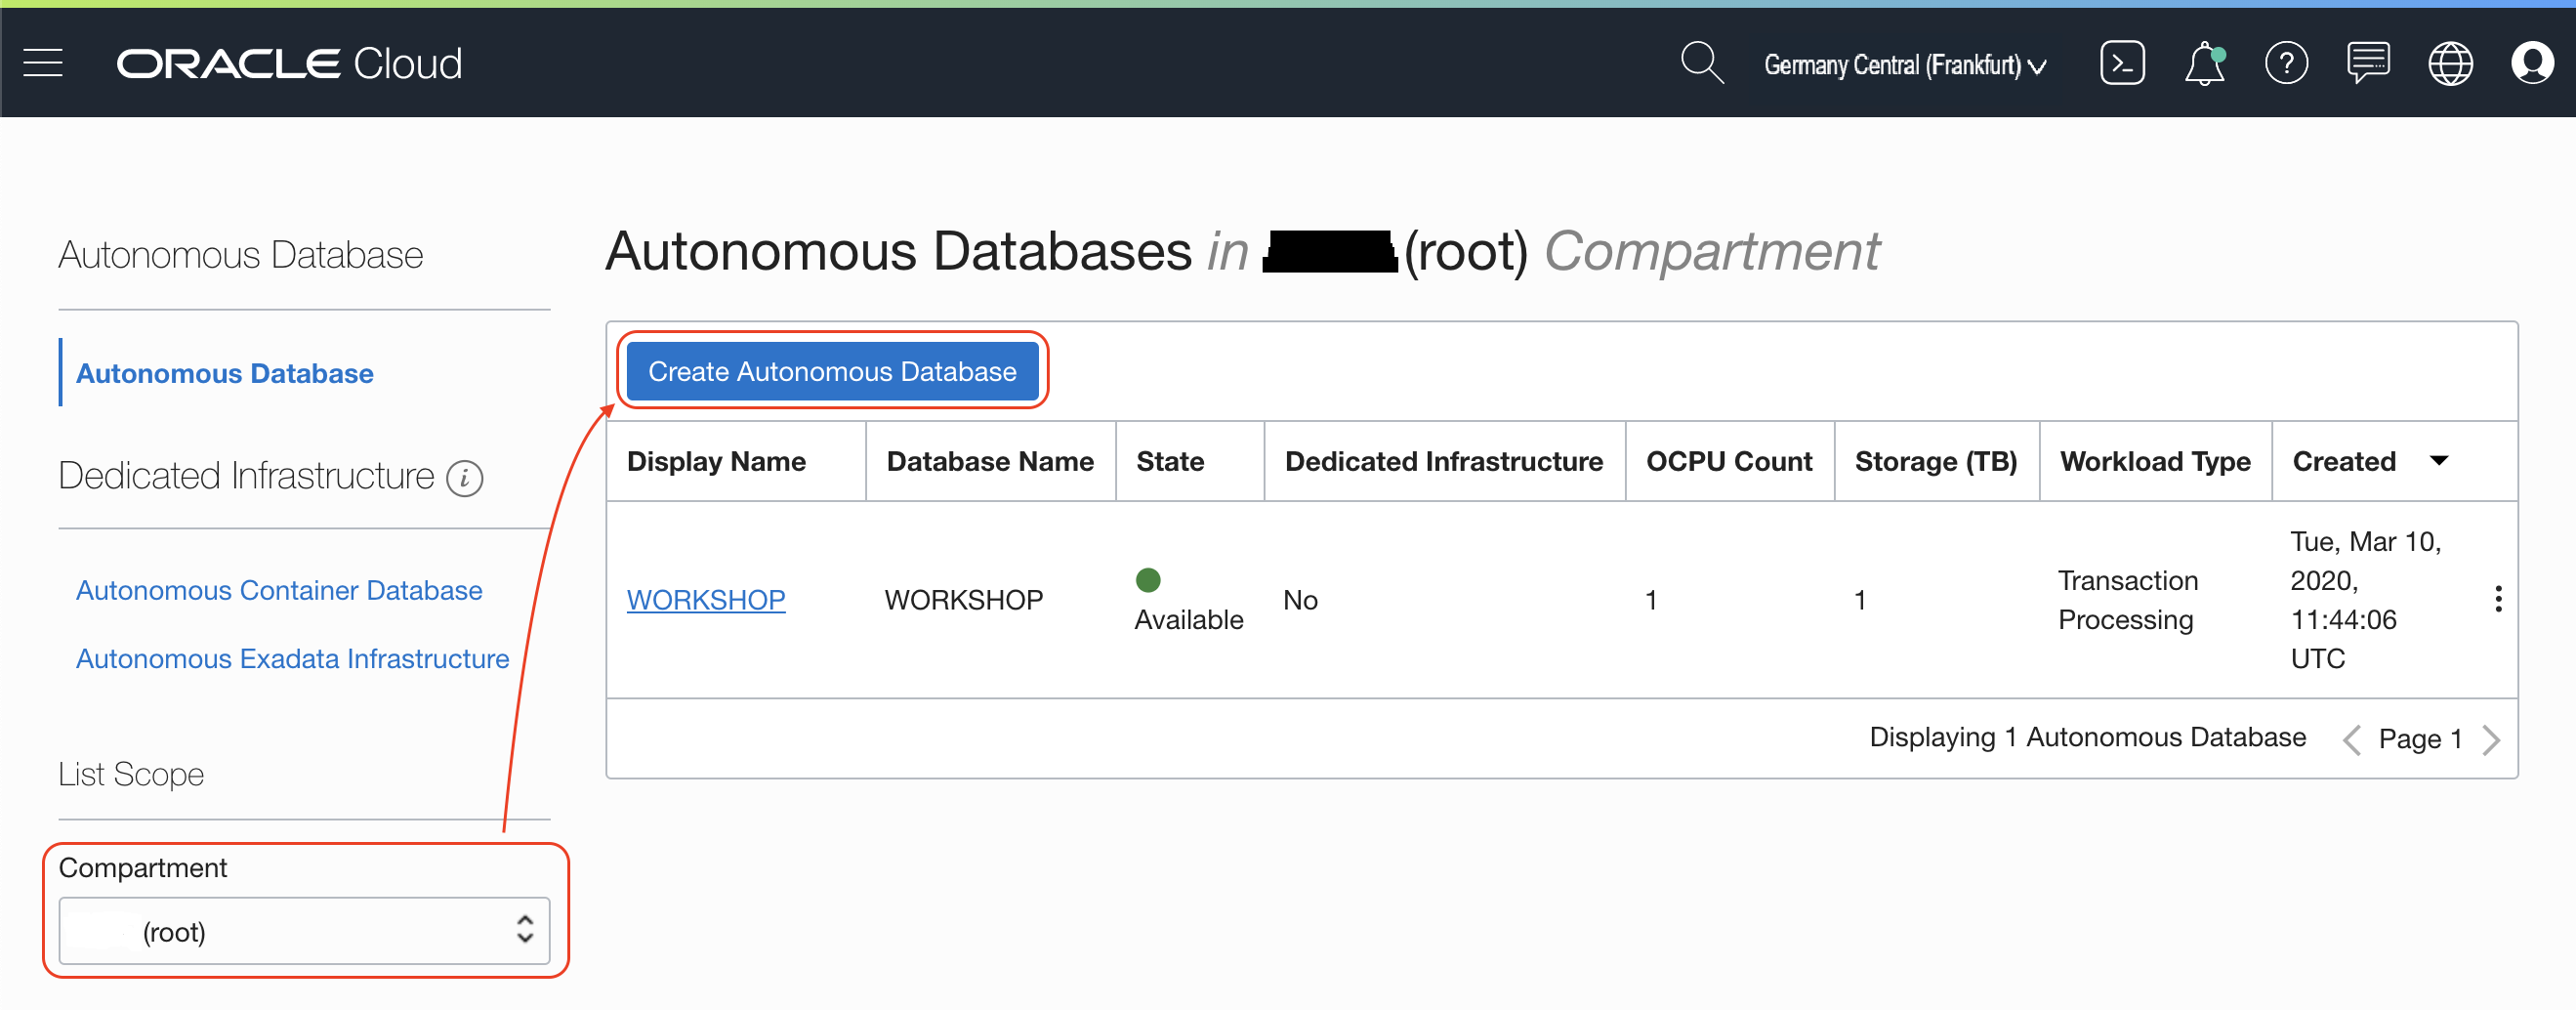 ORACLE Cloud
Germany Central (Frankfurt)
Autonomous Database
Autonomous Database
Dedicated Infrastructure
Autonomous Container Database
Autonomous Exadata Infrastructure
List Scope
Compartment
(root)
Autonomous Databases in (root) Compartment
Create Autonomous Database
Display Name Database Name State Dedicated Infrastructure OCPU Count Storage (TB) Workload Type Created
WORKSHOP WORKSHOP Available No 1 1 Transaction
Processing
Tue, Mar 10,
2020,
11:44:06
UTC
Displaying 1 Autonomous Database Page 1